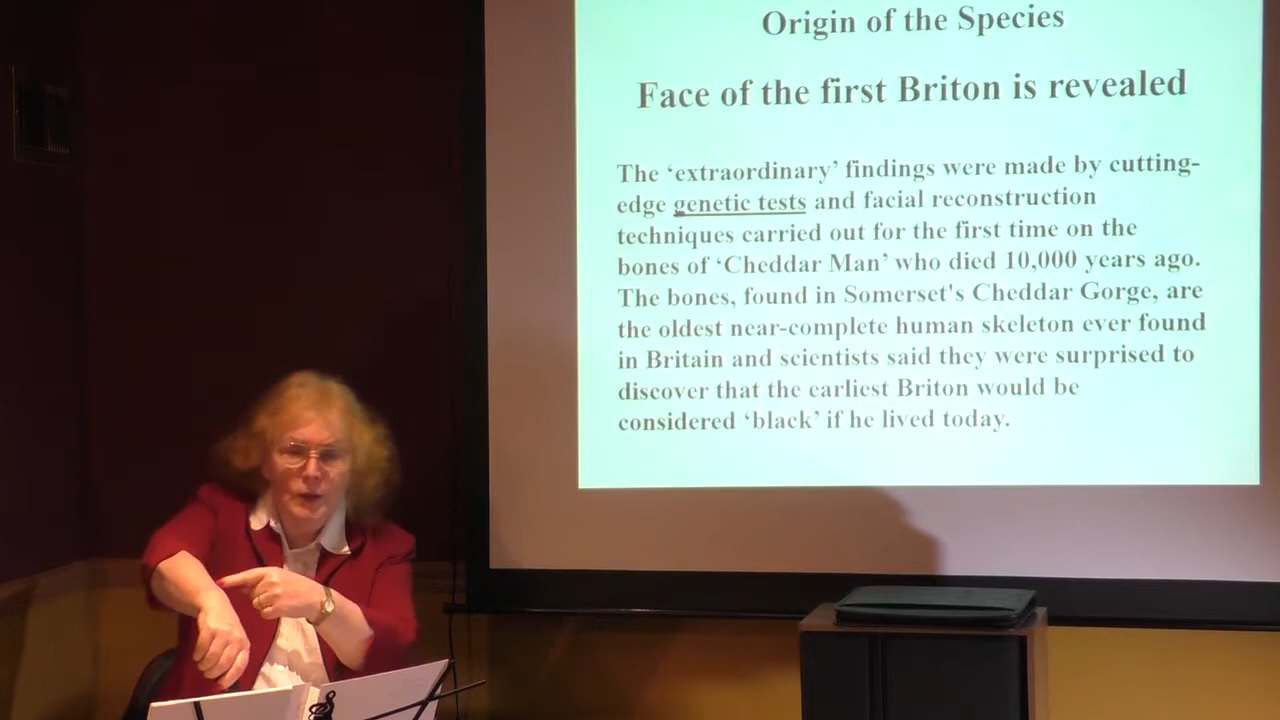 Origin of the Species
Face of the first Briton is revealed
The ‘extraordinary’ findings were made by cutting-
edge genetic tests and facial reconstruction
techniques carried out for the first time on the
bones of ‘Cheddar Man’ who died 10,000 years ago.
The bones, found in Somerset's Cheddar Gorge, are
the oldest near-complete human skeleton ever found
in Britain and scientists said they were surprised to
discover that the earliest Briton would be
considered ‘black’ if he lived today.